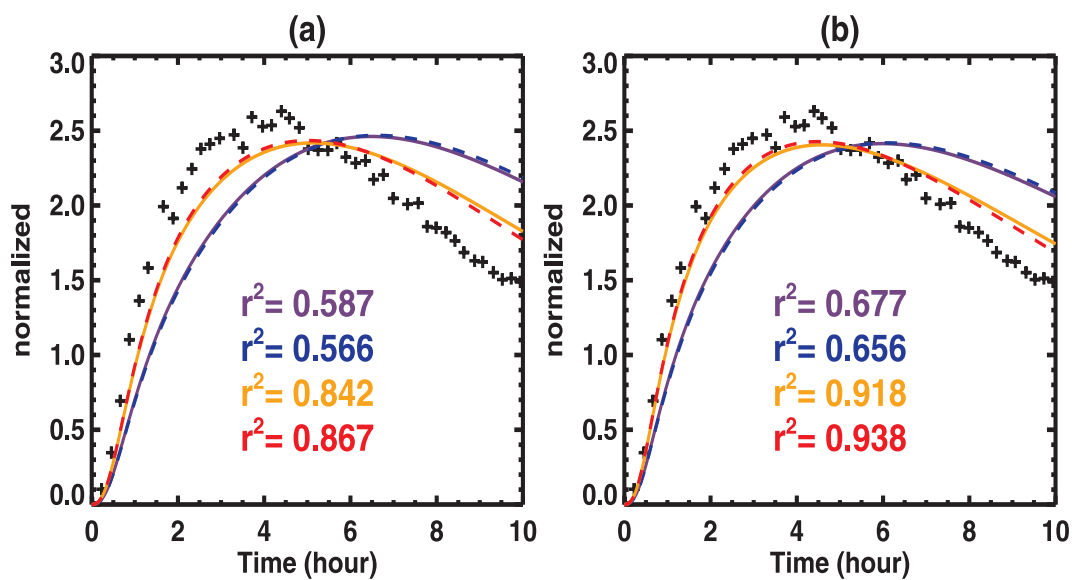 (a)
3.0
2.5
2.0
1.5
1.0
0.5
0.0
normalized
r²= 0.587
r²= 0.566
r²= 0.842
r²= 0.867
0 2 4 6 8 10
Time (hour)
(b)
3.0
2.5
2.0
1.5
1.0
0.5
0.0
normalized
r²= 0.677
r²= 0.656
r²= 0.918
r²= 0.938
0 2 4 6 8 10
Time (hour)